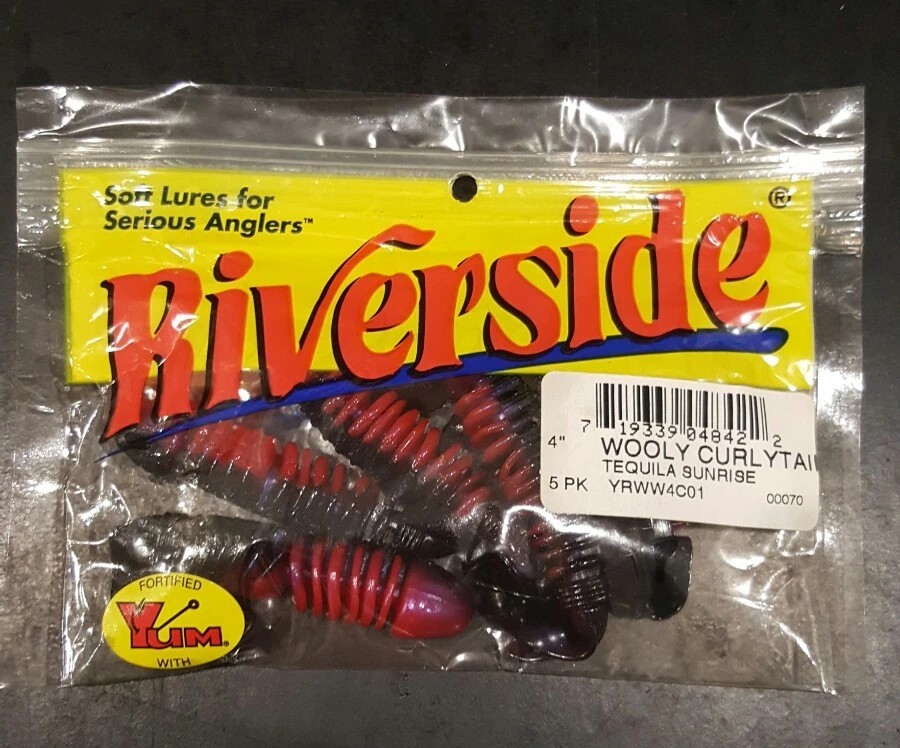 Soft Lures for
Serious Anglers™
Riverside®
7 19339 04842 2
4" WOOLY CURLYTAI
TEQUILA SUNRISE
5 PK YRWW4C01 00070
FORTIFIED
YUM®
WITH